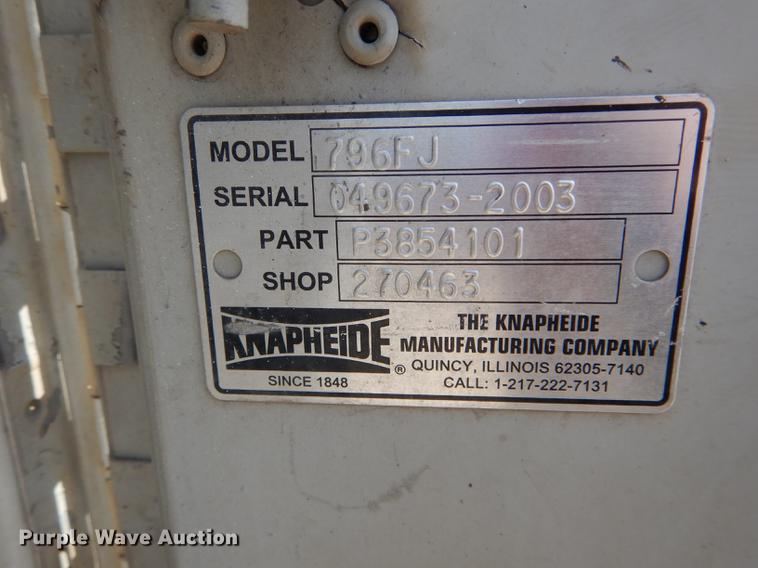 MODEL 796FJ
SERIAL 049673-2003
PART P3854101
SHOP 270463
KNAPHEIDE ®
SINCE 1848
THE KNAPHEIDE
MANUFACTURING COMPANY
QUINCY, ILLINOIS 62305-7140
CALL: 1-217-222-7131
Purple Wave Auction